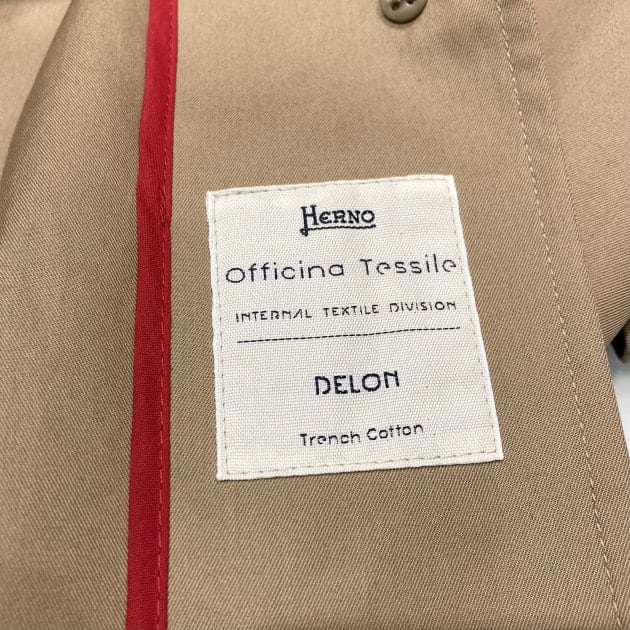 HERNO
Officina Tessile
INTERNAL TEXTILE DIVISION
DELON
Trench Cotton